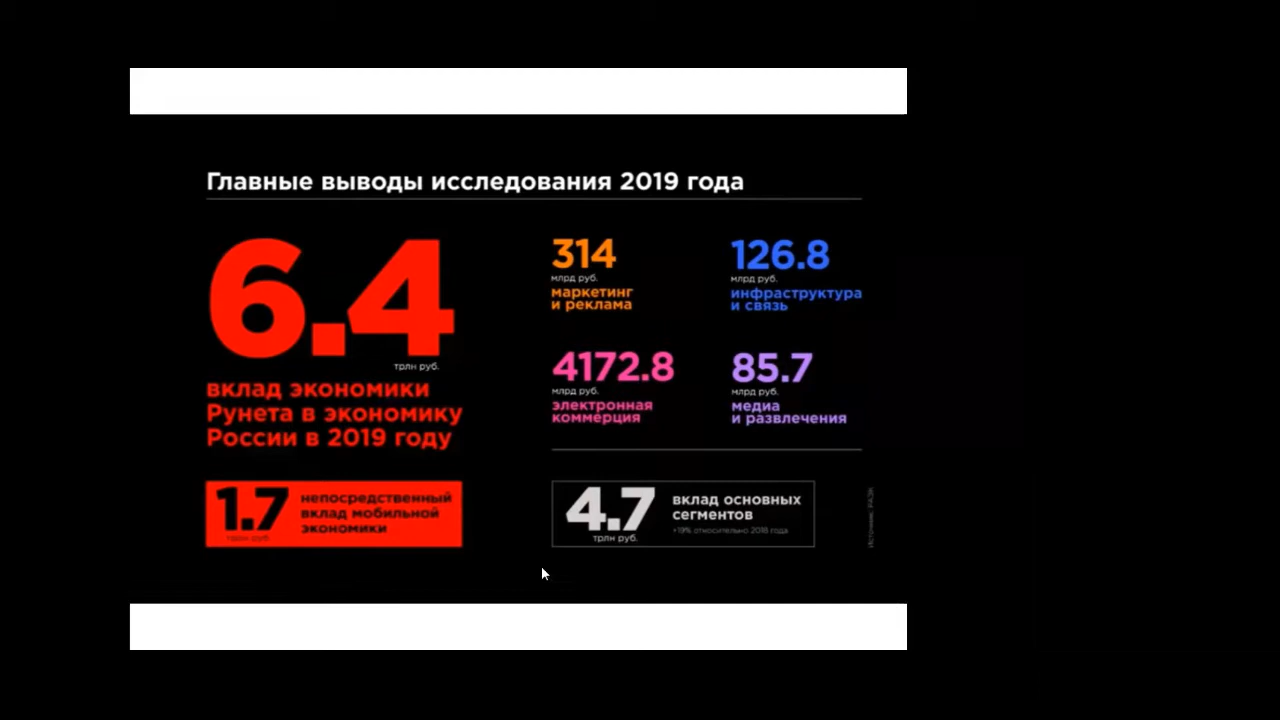 Главные выводы исследования 2019 года
6.4
трлн руб.
вклад экономики
Рунета в экономику
России в 2019 году
1.7
трлн руб.
непосредственный
вклад мобильной
экономики
314
млрд руб.
маркетинг
и реклама
126.8
млрд руб.
инфраструктура
и связь
4172.8
млрд руб.
электронная
коммерция
85.7
млрд руб.
медиа
и развлечения
4.7
трлн руб.
вклад основных
сегментов
+19% относительно 2018 года
Источник: РАЭК